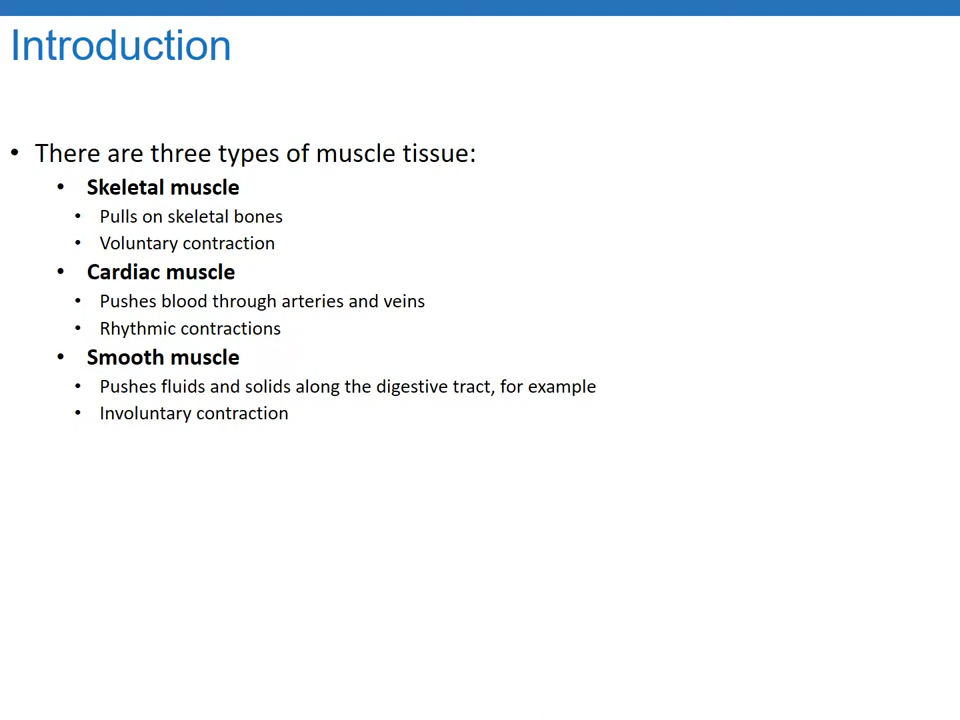 Introduction
• There are three types of muscle tissue:
• Skeletal muscle
• Pulls on skeletal bones
• Voluntary contraction
• Cardiac muscle
• Pushes blood through arteries and veins
• Rhythmic contractions
• Smooth muscle
• Pushes fluids and solids along the digestive tract, for example
• Involuntary contraction